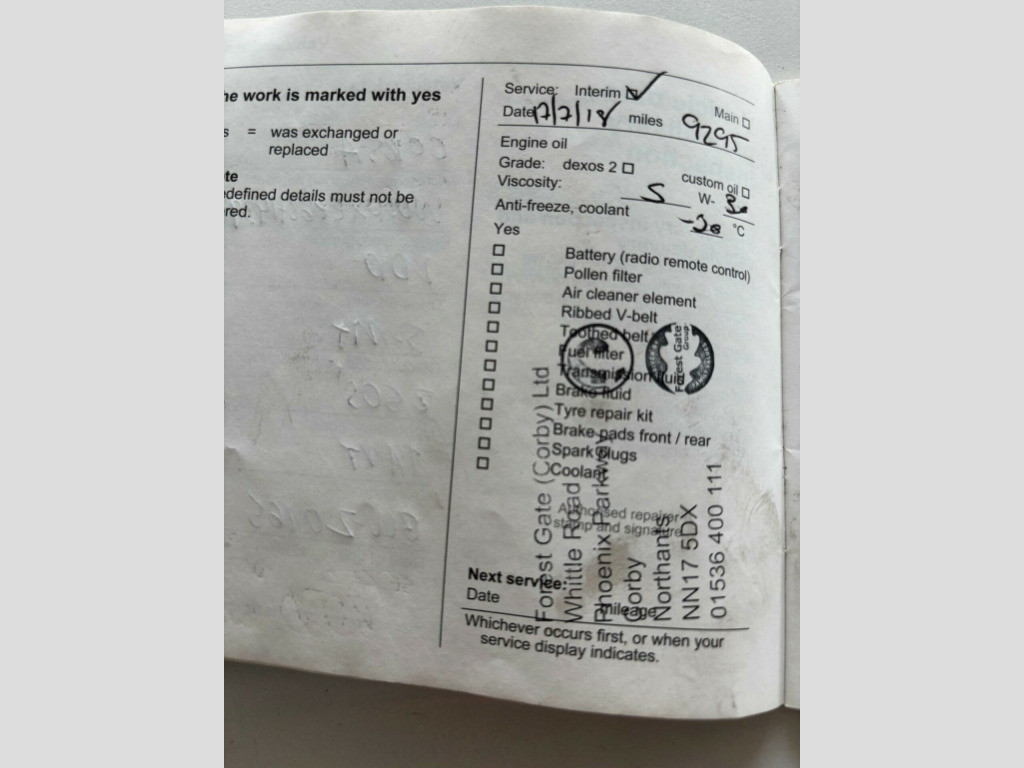 he work is marked with yes
s = was exchanged or
replaced
te
edefined details must not be
red.
Service: Interim ☑ Main ☐
Date 17/7/18 miles 9295
Engine oil
Grade: dexos 2 ☐ custom oil ☐
Viscosity: 5 W- 30
Anti-freeze, coolant -30 °C
Yes
☐ Battery (radio remote control)
☐ Pollen filter
☐ Air cleaner element
☐ Ribbed V-belt
☐ Toothed belt
☐ Fuel filter
☐ Transmission fluid
☐ Brake fluid
☐ Tyre repair kit
☐ Brake pads front / rear
☐ Spark plugs
☐ Coolant
Authorised repairer
stamp and signature
Next service:
Date mileage
Whichever occurs first, or when your
service display indicates.
Forest Gate
Group
Forest Gate (Corby) Ltd
Whittle Road
Phoenix Parkway
Corby
Northants
NN17 5DX
01536 400 111